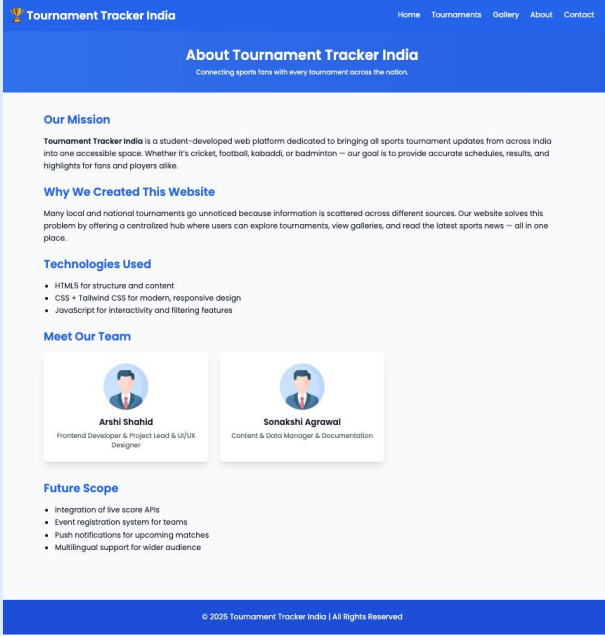 🏆 Tournament Tracker India
Home Tournaments Gallery About Contact
About Tournament Tracker India
Connecting sports fans with every tournament across the nation.
Our Mission
Tournament Tracker India is a student-developed web platform dedicated to bringing all sports tournament updates from across India
into one accessible space. Whether it's cricket, football, kabaddi, or badminton — our goal is to provide accurate schedules, results, and
highlights for fans and players alike.
Why We Created This Website
Many local and national tournaments go unnoticed because information is scattered across different sources. Our website solves this
problem by offering a centralized hub where users can explore tournaments, view galleries, and read the latest sports news — all in one
place.
Technologies Used
• HTML5 for structure and content
• CSS + Tailwind CSS for modern, responsive design
• JavaScript for interactivity and filtering features
Meet Our Team
Arshi Shahid
Frontend Developer & Project Lead & UI/UX
Designer
Sonakshi Agrawal
Content & Data Manager & Documentation
Future Scope
• Integration of live score APIs
• Event registration system for teams
• Push notifications for upcoming matches
• Multilingual support for wider audience
© 2025 Tournament Tracker India | All Rights Reserved